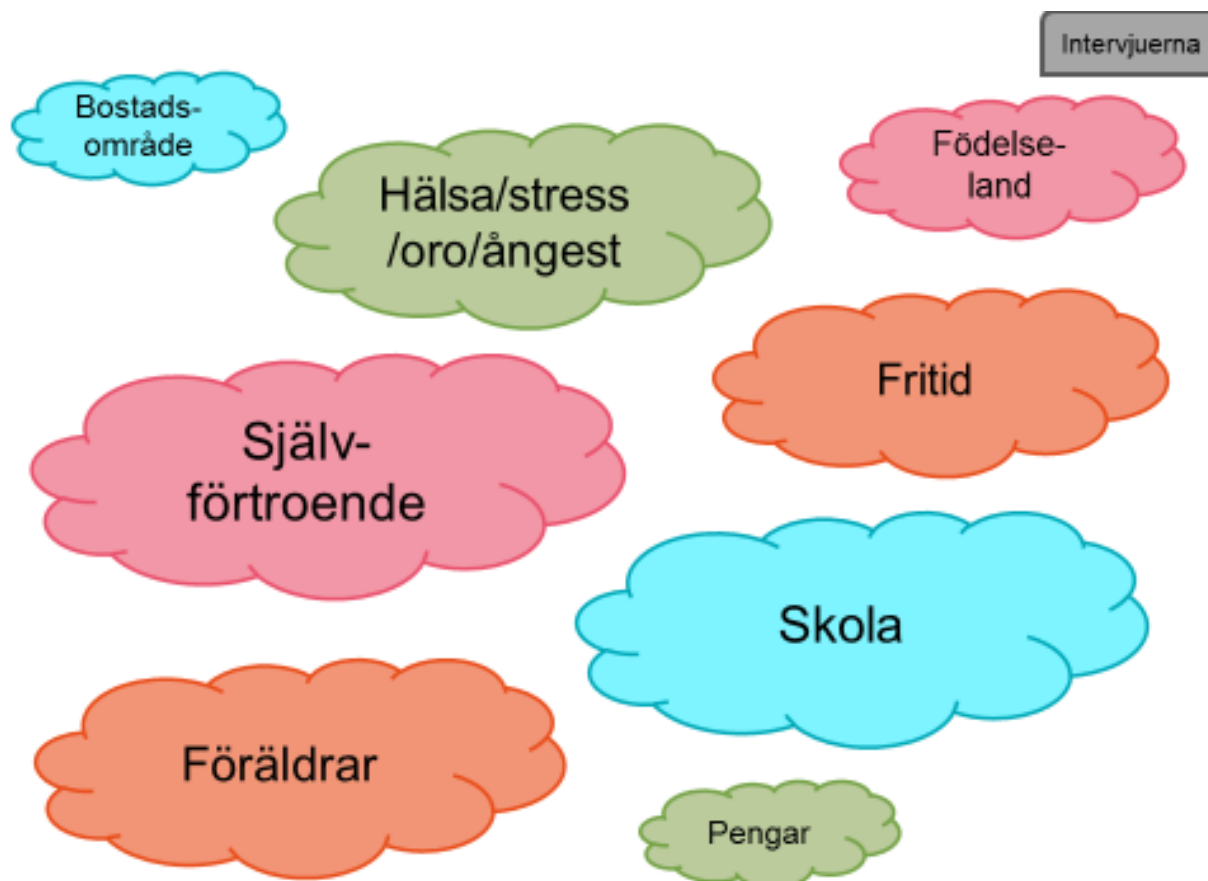 Intervjuerna
Bostads-
område
Hälsa/stress
/oro/ångest
Födelse-
land
Fritid
Själv-
förtroende
Skola
Föräldrar
Pengar